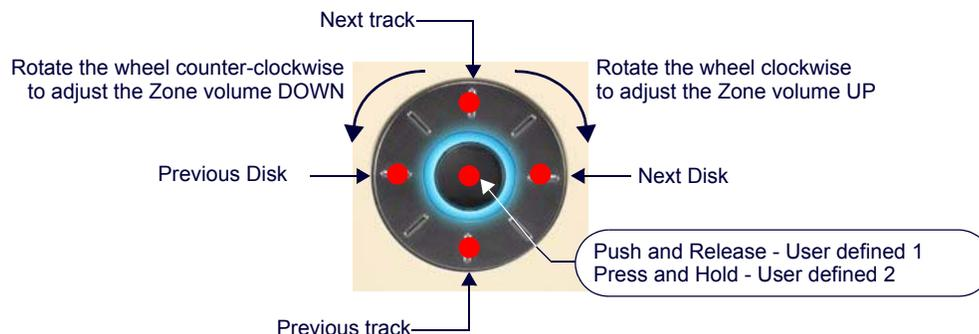 Next track
Rotate the wheel counter-clockwise
to adjust the Zone volume DOWN
Rotate the wheel clockwise
to adjust the Zone volume UP
Previous Disk
Next Disk
Push and Release - User defined 1
Press and Hold - User defined 2
Previous track